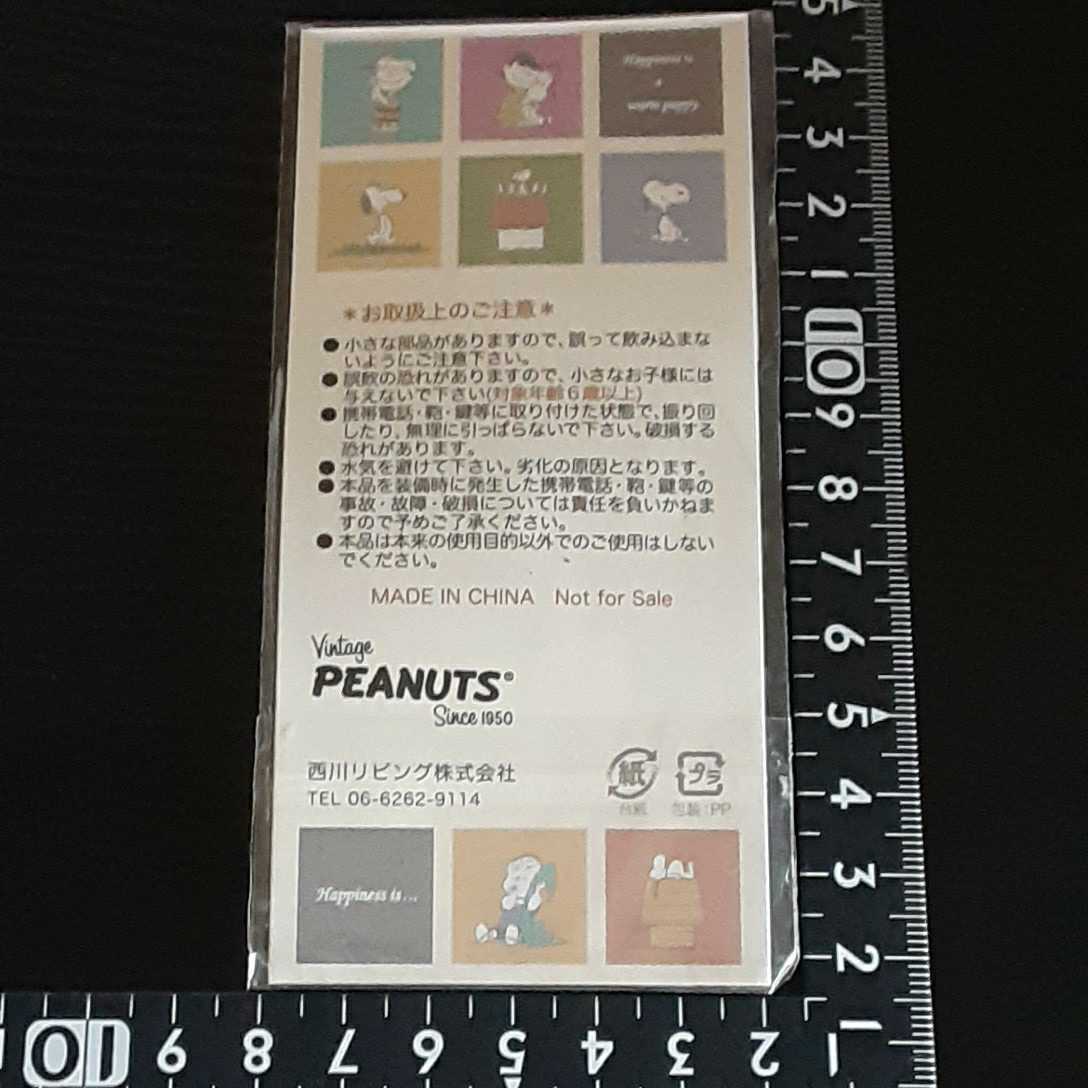 Happiness is
＊お取扱上のご注意＊
●小さな部品がありますので、誤って飲み込まな
いようにご注意下さい。
●誤飲の恐れがありますので、小さなお子様には
与えないで下さい(対象年齢６歳以上)
●携帯電話・鞄・鍵等に取り付けた状態で、振り回
したり、無理に引っぱらないで下さい。破損する
恐れがあります。
●水気を避けて下さい。劣化の原因となります。
●本品を装備時に発生した携帯電話・鞄・鍵等の
事故・故障・破損については責任を負いかねま
すので予めご了承ください。
●本品は本来の使用目的以外でのご使用はしない
でください。
MADE IN CHINA Not for Sale
Vintage
PEANUTS®
Since 1950
西川リビング株式会社
TEL 06-6262-9114
紙
プラ
台紙
包装:PP
Happiness is...
5
4
3
2
1
10
9
8
7
6
5
4
3
2
1
10
9
8
7
6
5
4
3
2
1